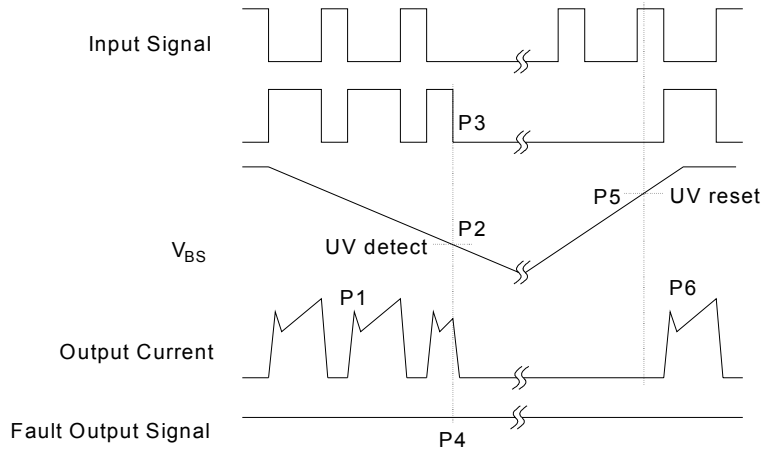 Input Signal
P3
P5
UV reset
P2
UV detect
V_BS
P1
P6
Output Current
Fault Output Signal
P4